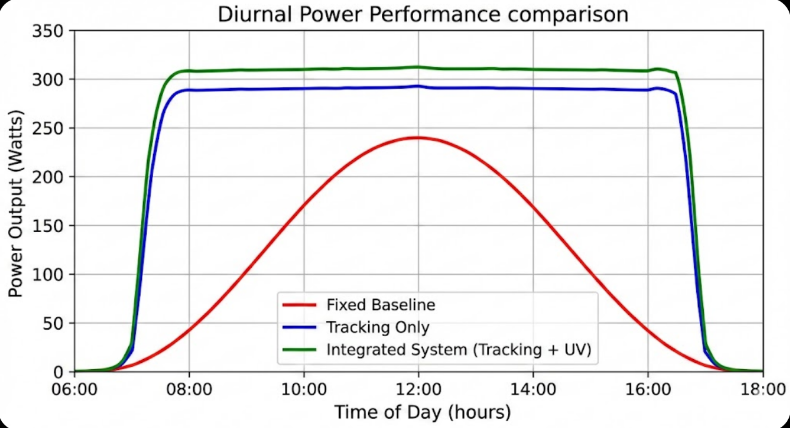 Diurnal Power Performance comparison
Power Output (Watts)
350
300
250
200
150
100
50
0
Fixed Baseline
Tracking Only
Integrated System (Tracking + UV)
06:00 08:00 10:00 12:00 14:00 16:00 18:00
Time of Day (hours)